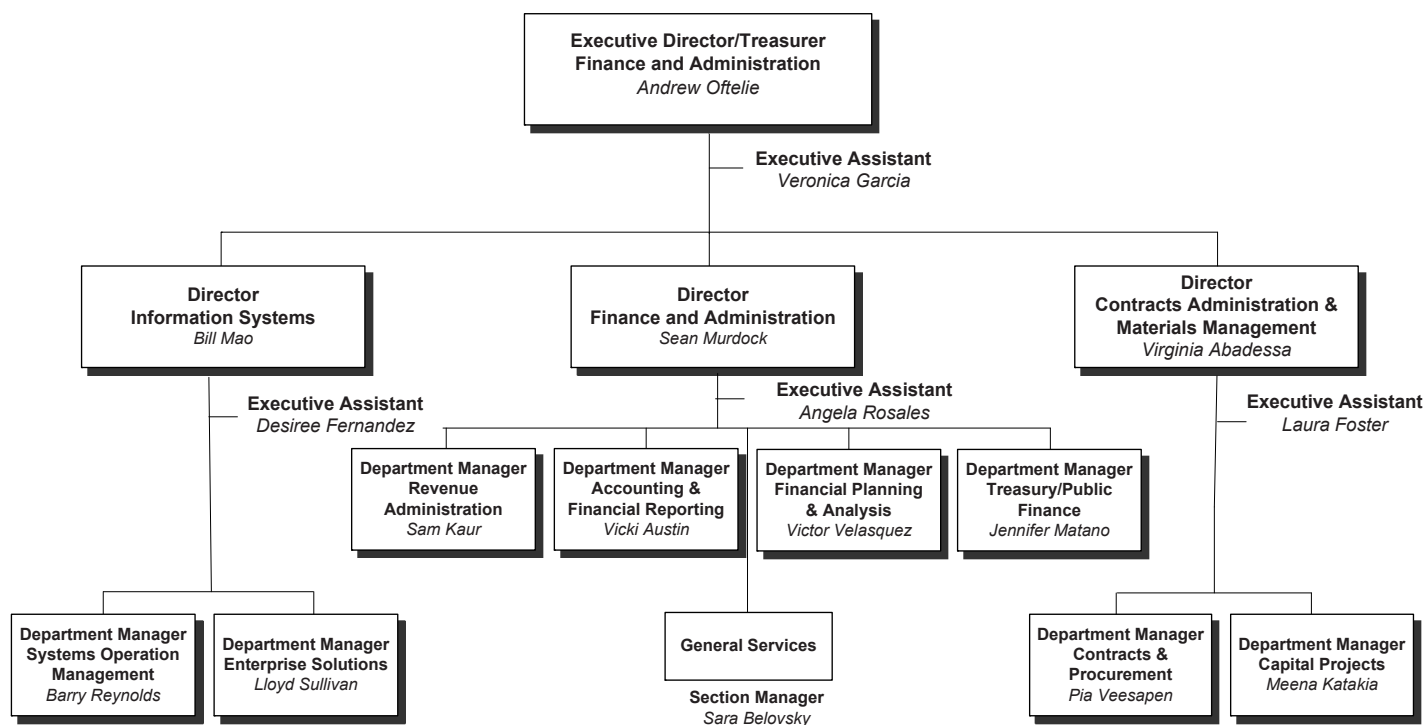 Executive Director/Treasurer
Finance and Administration
Andrew Oftelie
Executive Assistant
Veronica Garcia
Director
Information Systems
Bill Mao
Director
Finance and Administration
Sean Murdock
Director
Contracts Administration &
Materials Management
Virginia Abadessa
Executive Assistant
Desiree Fernandez
Executive Assistant
Angela Rosales
Executive Assistant
Laura Foster
Department Manager
Revenue
Administration
Sam Kaur
Department Manager
Accounting &
Financial Reporting
Vicki Austin
Department Manager
Financial Planning
& Analysis
Victor Velasquez
Department Manager
Treasury/Public
Finance
Jennifer Matano
Department Manager
Systems Operation
Management
Barry Reynolds
Department Manager
Enterprise Solutions
Lloyd Sullivan
General Services
Section Manager
Sara Belovsky
Department Manager
Contracts &
Procurement
Pia Veesapen
Department Manager
Capital Projects
Meena Katakia